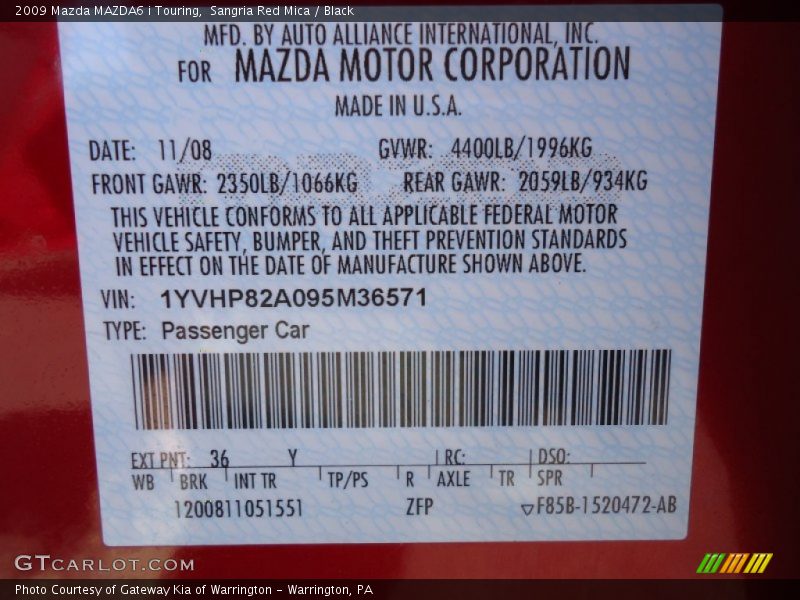 2009 Mazda MAZDA6 i Touring,  Sangria Red Mica / Black
MFD. BY AUTO ALLIANCE INTERNATIONAL, INC.
FOR MAZDA MOTOR CORPORATION
MADE IN U.S.A.
DATE: 11/08 GVWR: 4400LB/1996KG
FRONT GAWR: 2350LB/1066KG REAR GAWR: 2059LB/934KG
THIS VEHICLE CONFORMS TO ALL APPLICABLE FEDERAL MOTOR
VEHICLE SAFETY, BUMPER, AND THEFT PREVENTION STANDARDS
IN EFFECT ON THE DATE OF MANUFACTURE SHOWN ABOVE.
VIN: 1YVHP82A095M36571
TYPE: Passenger Car
EXT PNT: 36 Y RC: DSO:
WB BRK INT TR TP/PS R AXLE TR SPR
1200811051551 ZFP ▽F85B-1520472-AB
GTCARLOT.COM
Photo Courtesy of Gateway Kia of Warrington - Warrington, PA